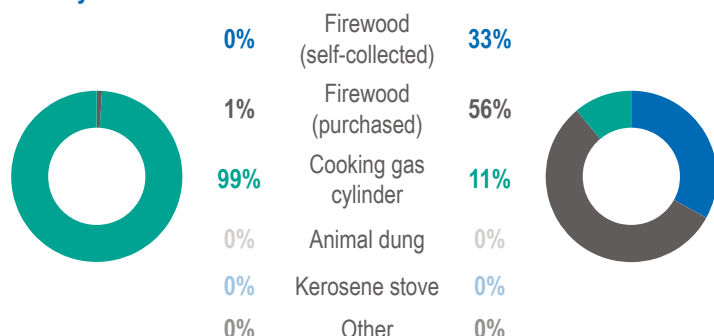 0% Firewood (self-collected) 33%
1% Firewood (purchased) 56%
99% Cooking gas cylinder 11%
0% Animal dung 0%
0% Kerosene stove 0%
0% Other 0%